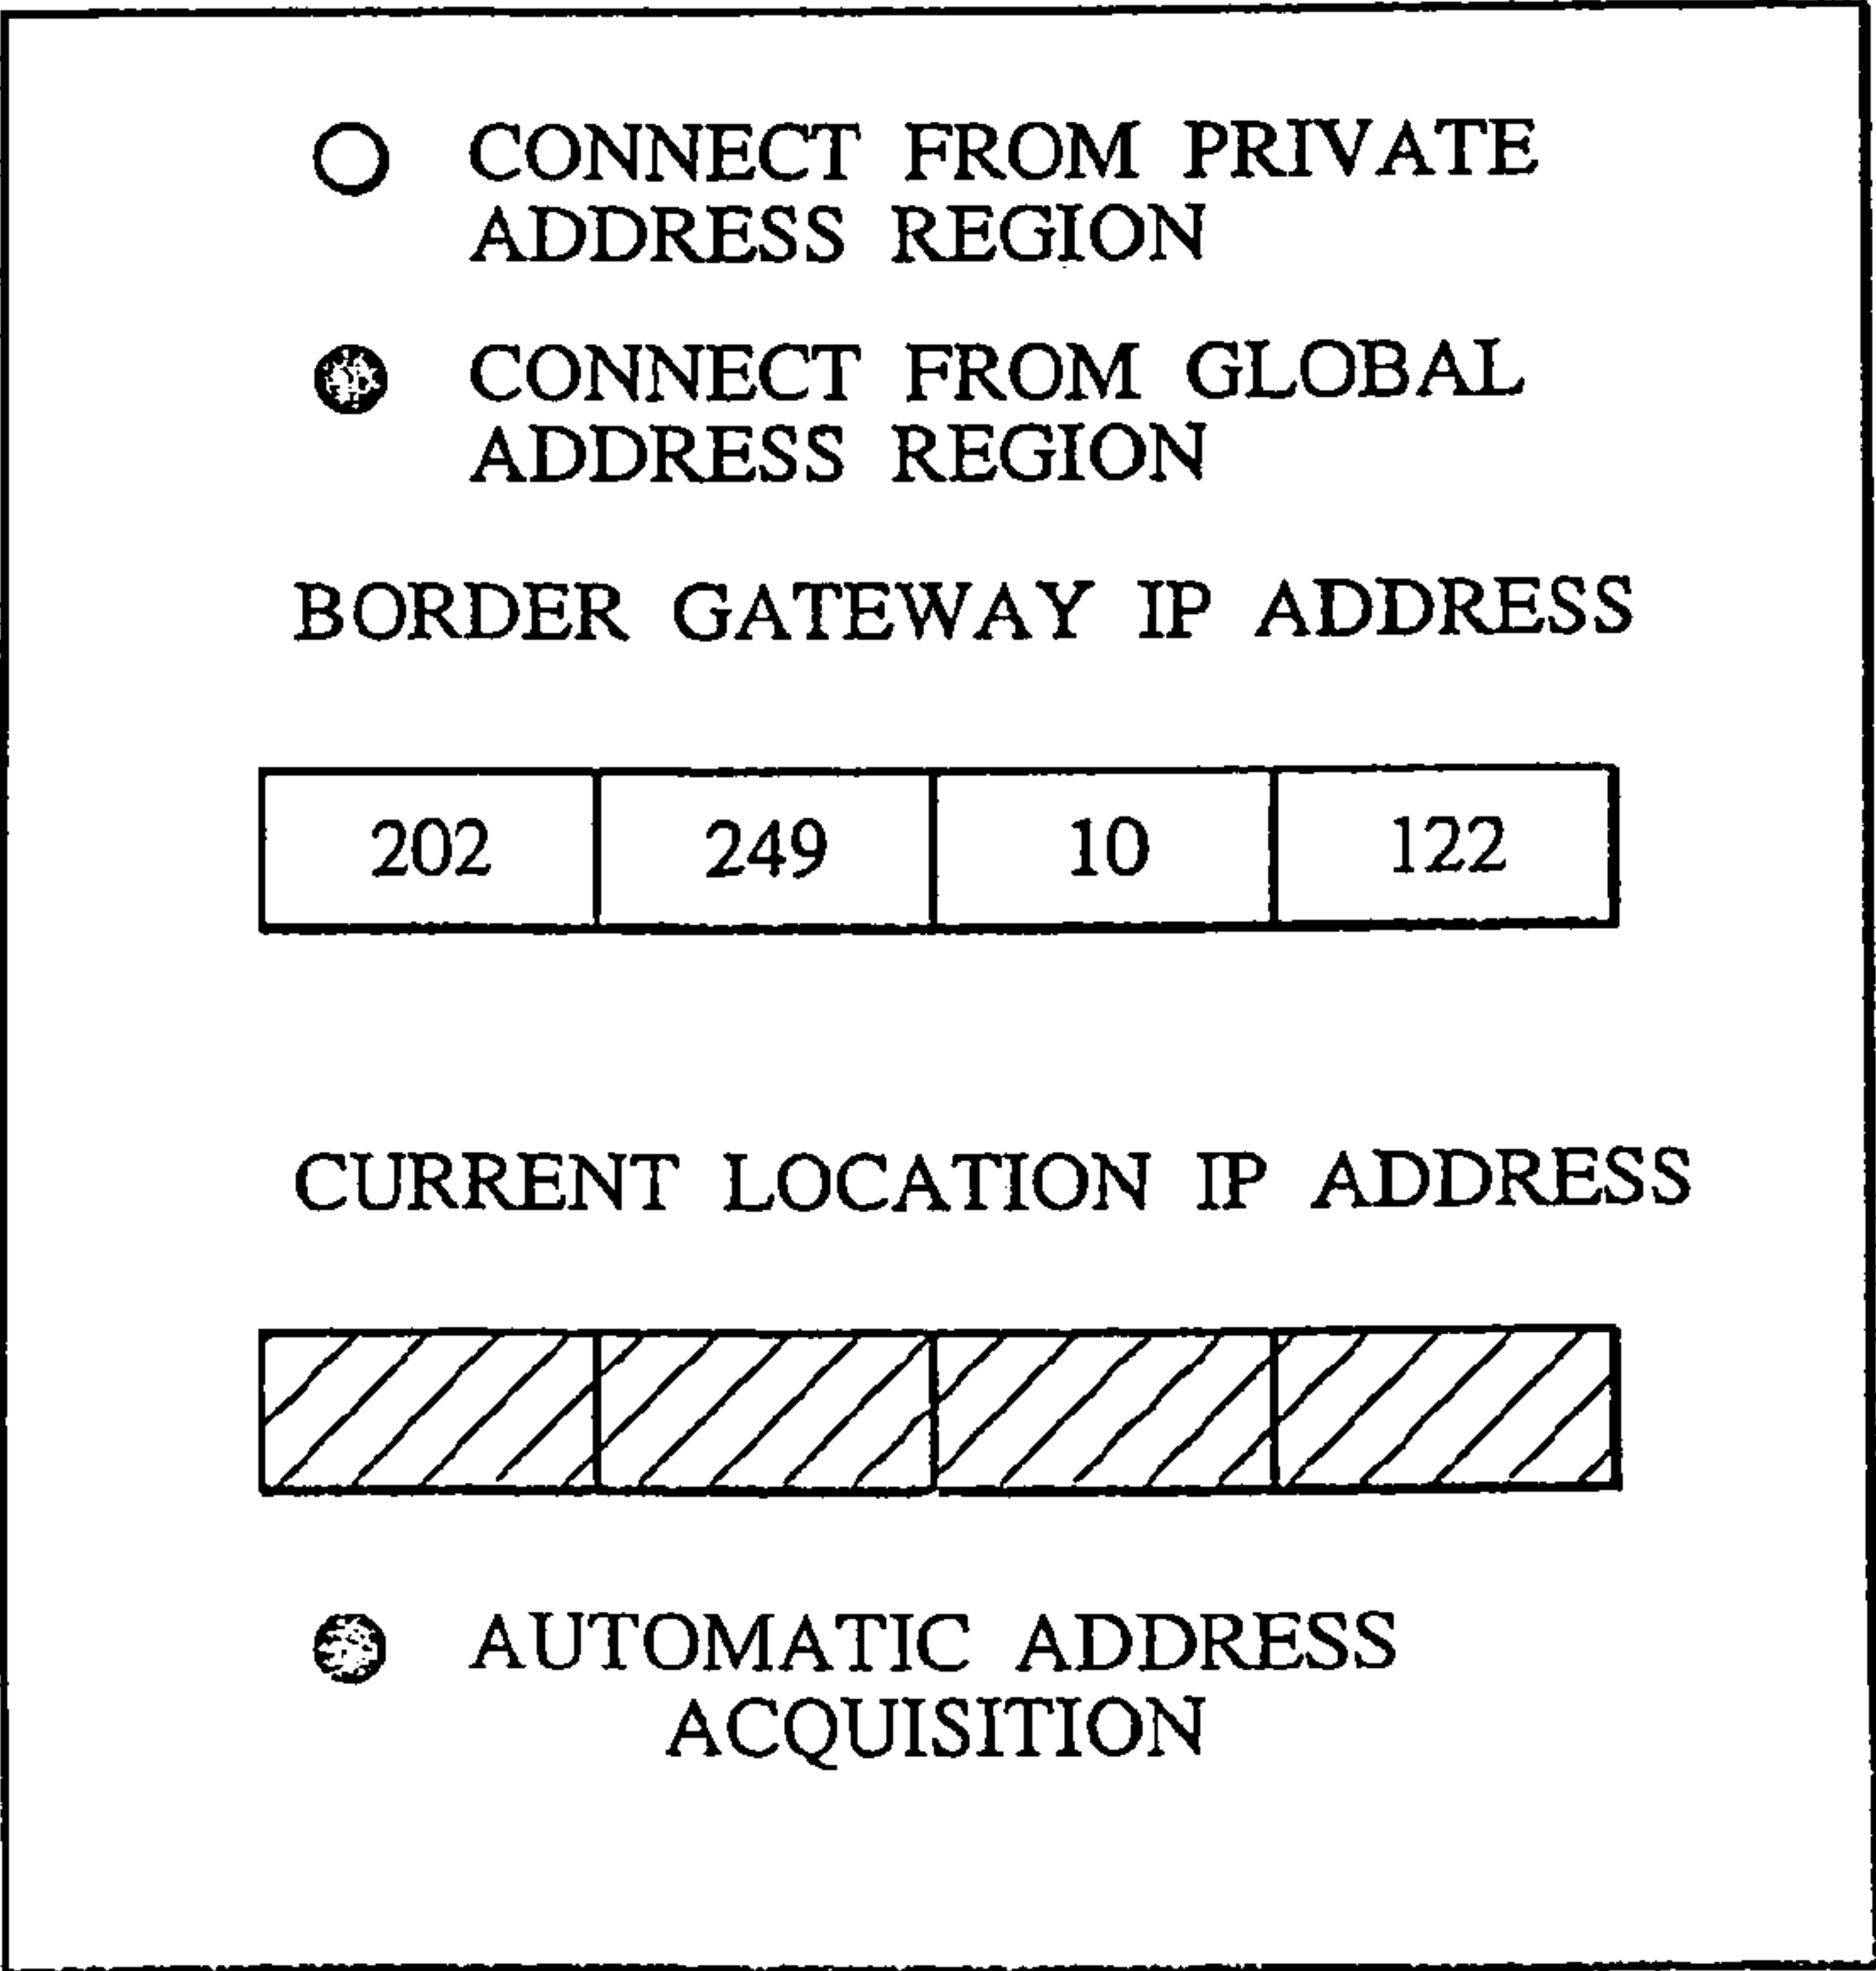 CONNECT FROM PRIVATE
ADDRESS REGION
CONNECT FROM GLOBAL
ADDRESS REGION
BORDER GATEWAY IP ADDRESS
202 249 10 122
CURRENT LOCATION IP ADDRESS
AUTOMATIC ADDRESS
ACQUISITION